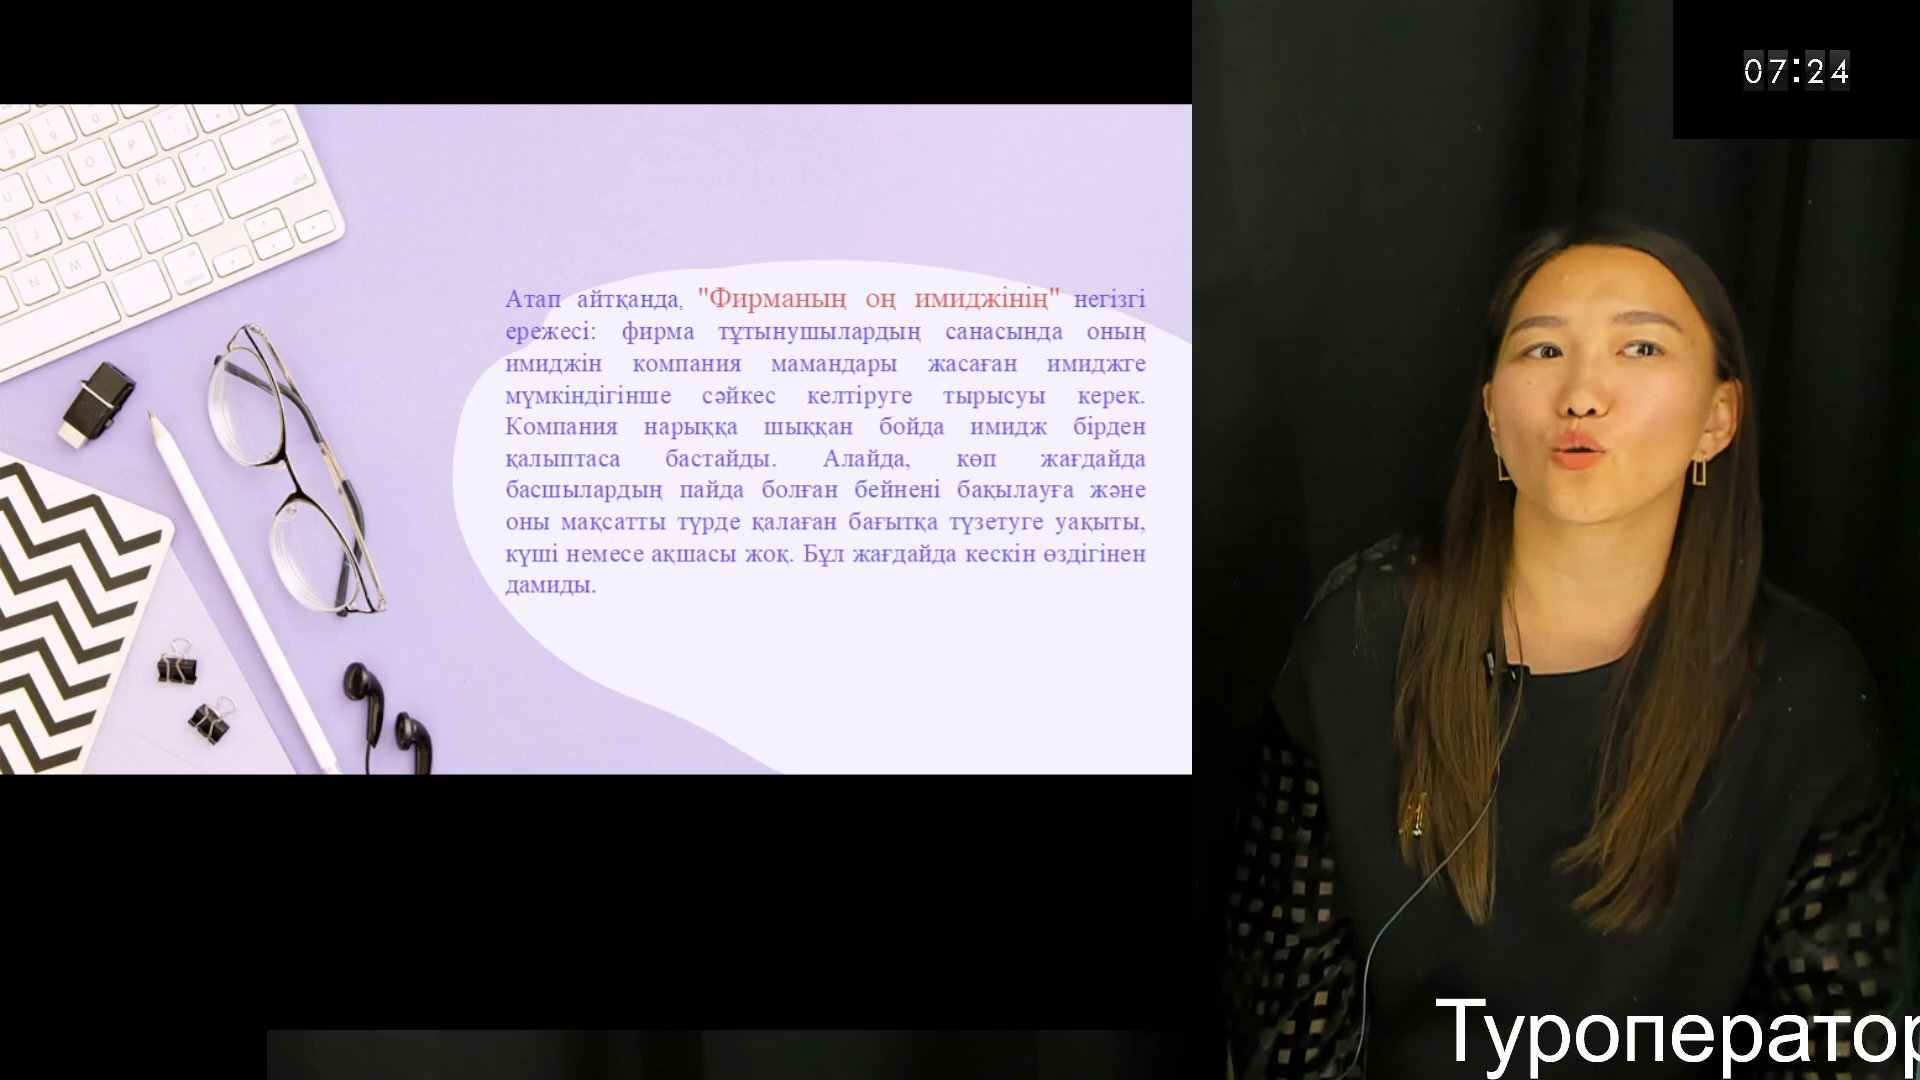 07:24
Атап айтқанда, "Фирманың оң имиджінің" негізгі
ережесі: фирма тұтынушылардың санасында оның
имиджін компания мамандары жасаған имиджге
мүмкіндігінше сәйкес келтіруге тырысуы керек.
Компания нарыққа шыққан бойда имидж бірден
қалыптаса бастайды. Алайда, көп жағдайда
басшылардың пайда болған бейнені бақылауға және
оны мақсатты түрде қалаған бағытқа түзетуге уақыты,
күші немесе ақшасы жоқ. Бұл жағдайда кескін өздігінен
дамиды.
Туроператор